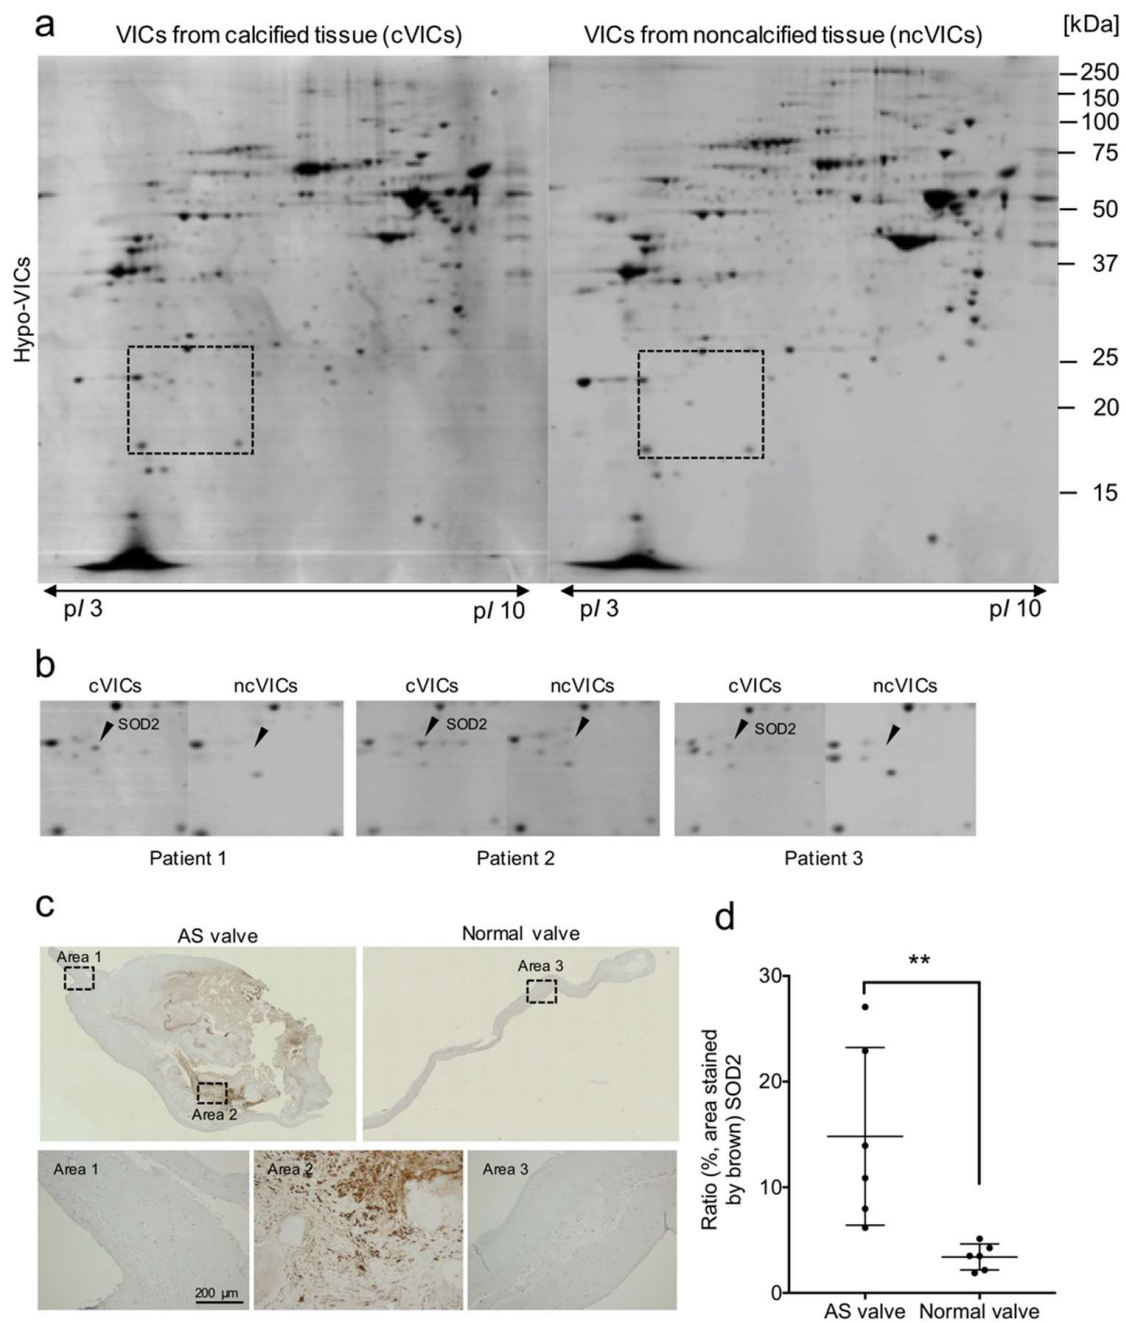 a
VICs from calcified tissue (cVICs)
VICs from noncalcified tissue (ncVICs)
[kDa]
Hypo-VICs
250
150
100
75
50
37
25
20
15
pI 3
pI 10
pI 3
pI 10
b
cVICs
ncVICs
cVICs
ncVICs
cVICs
ncVICs
SOD2
SOD2
SOD2
Patient 1
Patient 2
Patient 3
c
AS valve
Normal valve
Area 1
Area 2
Area 3
Area 1
200 µm
Area 2
Area 3
d
**
Ratio (%, area stained
by brown) SOD2
30
20
10
0
AS valve
Normal valve